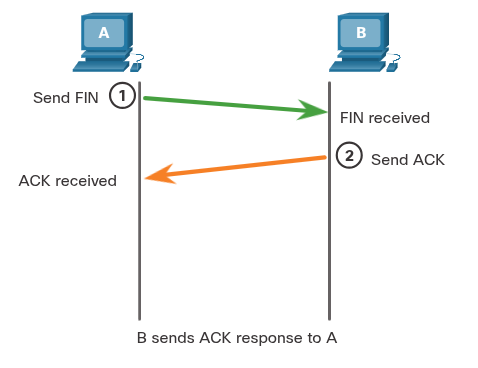 A
B
Send FIN 1
FIN received
2 Send ACK
ACK received
B sends ACK response to A